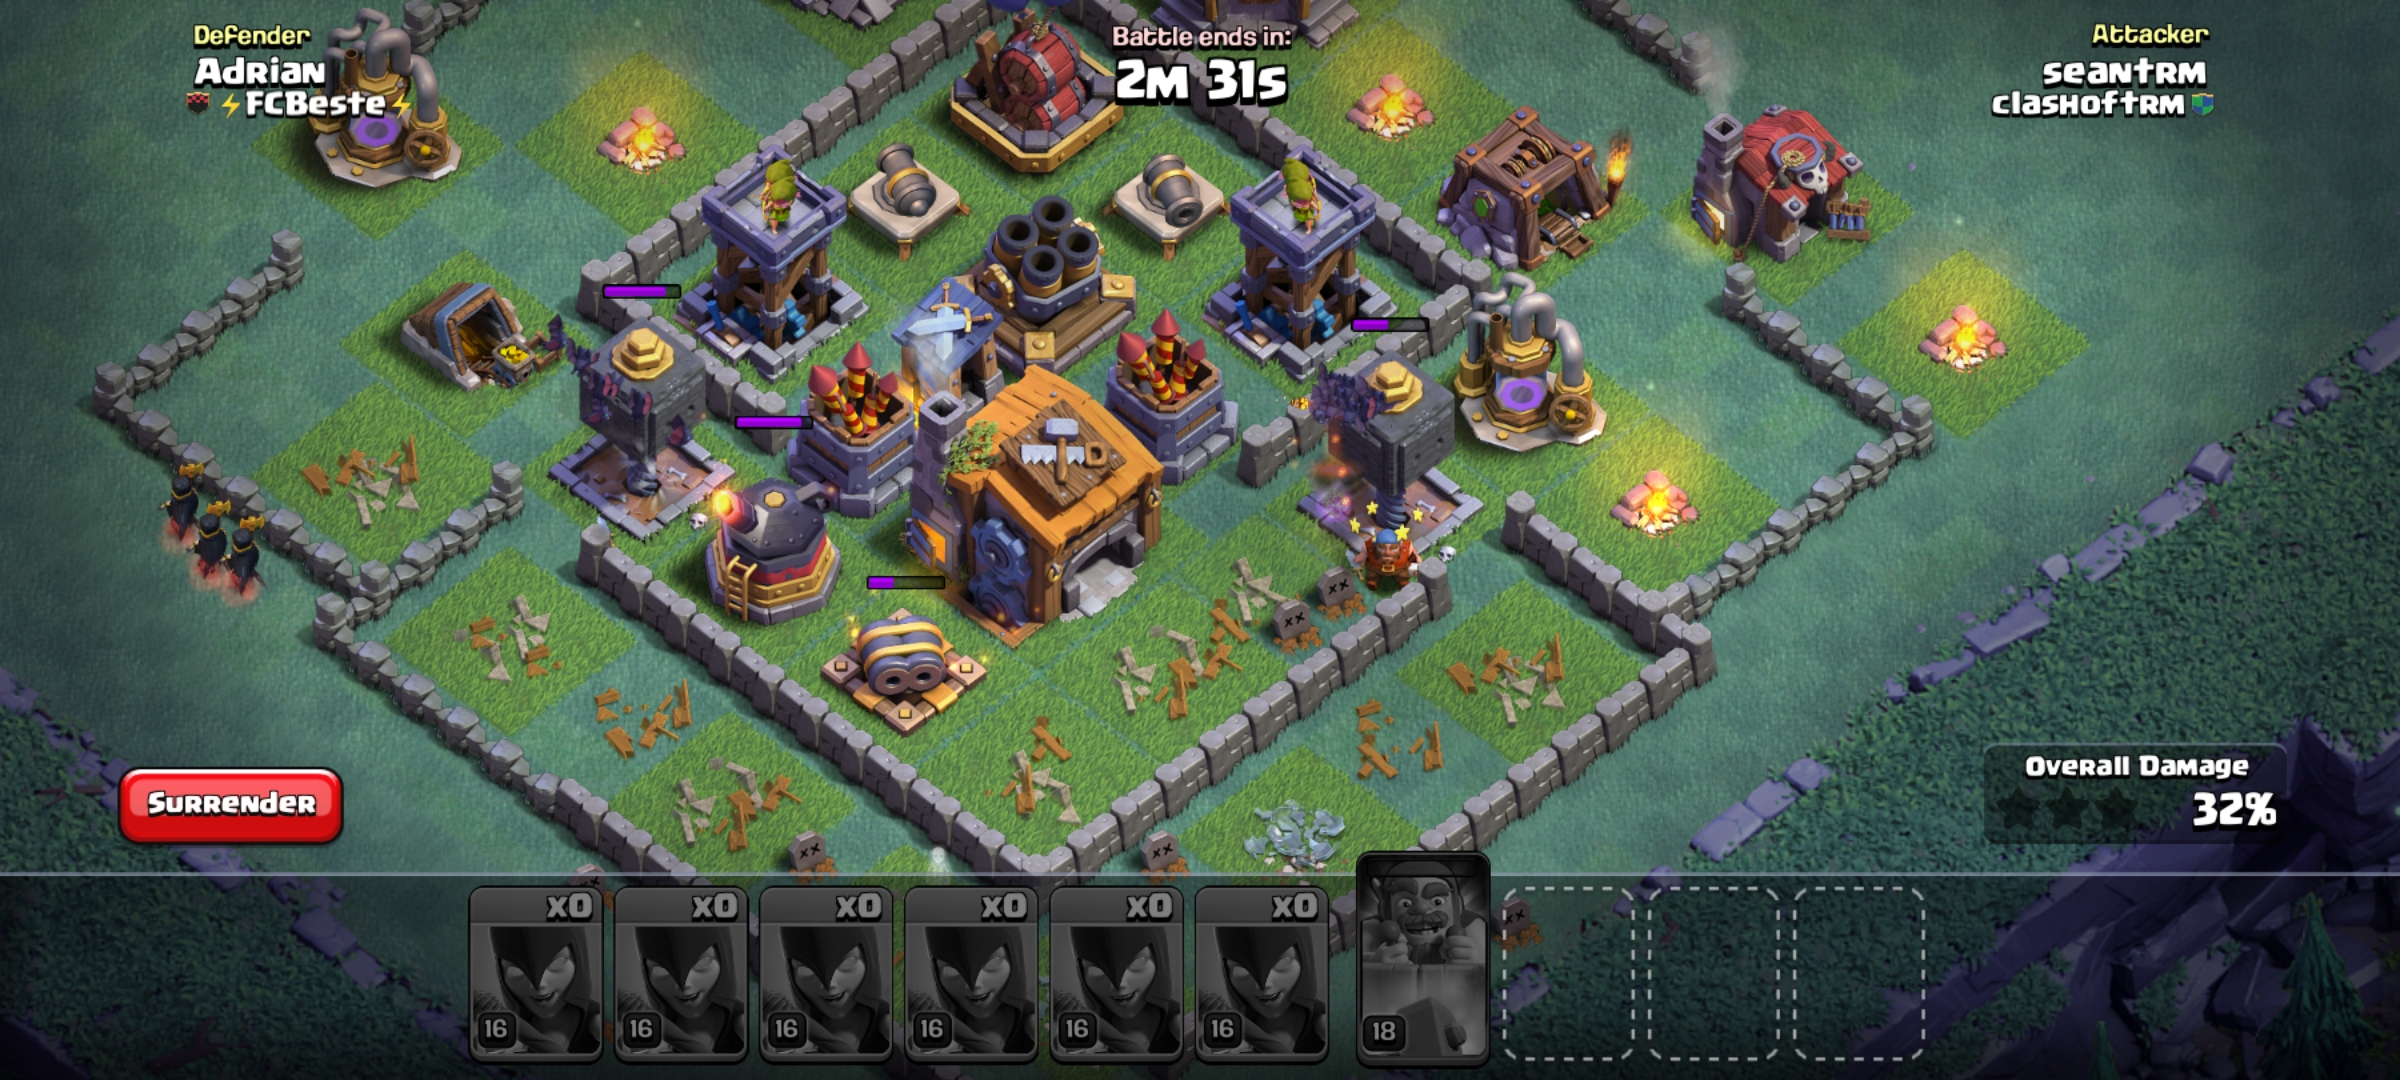 Defender
Adrian
⚡FCBeste⚡
Battle ends in:
2m 31s
Attacker
seantrm
clashoftrm
Surrender
Overall Damage
32%
x0 x0 x0 x0 x0 x0
16 16 16 16 16 16 18